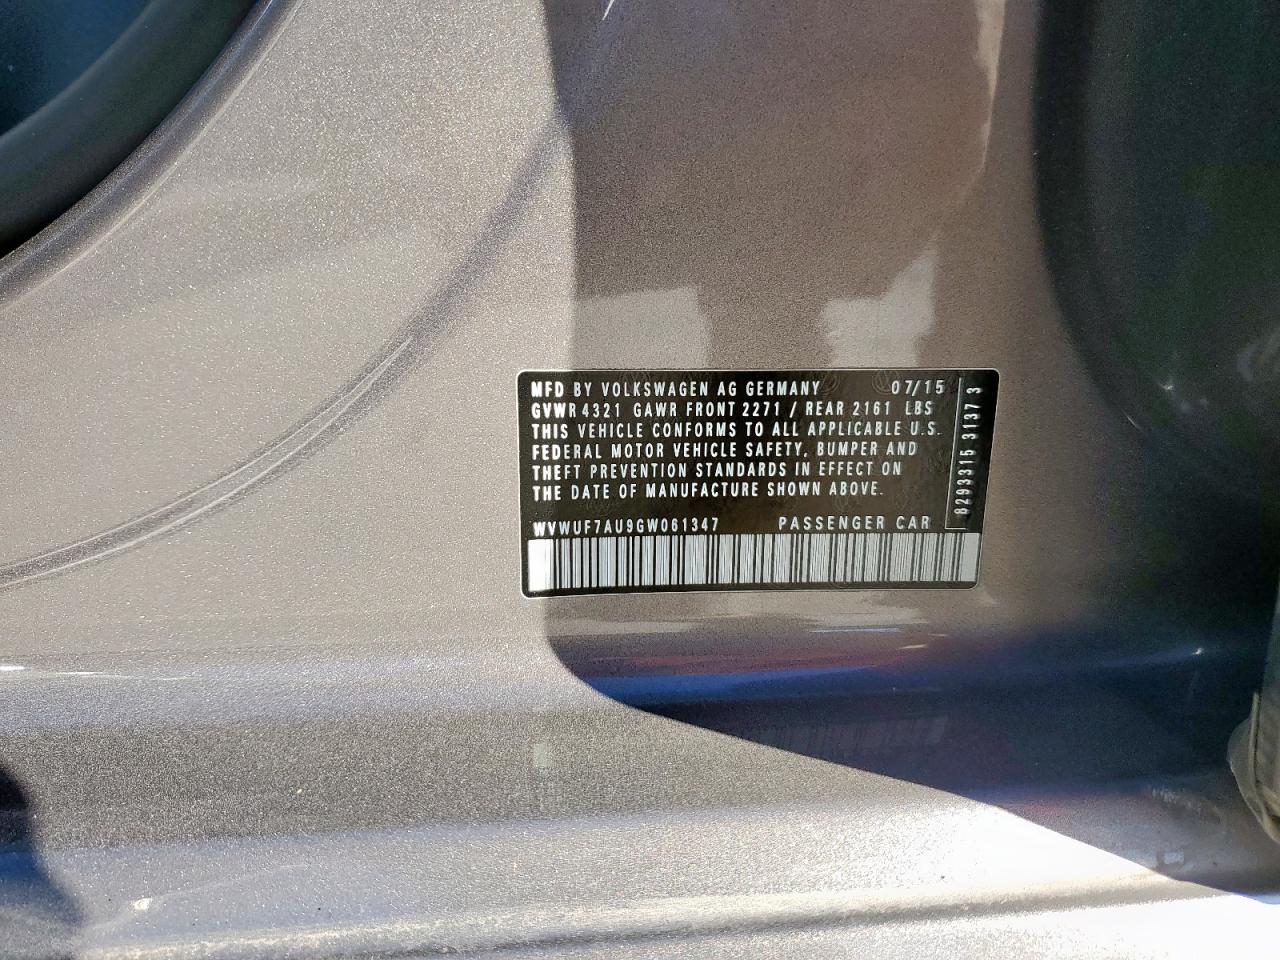 MFD BY VOLKSWAGEN AG GERMANY 07/15
GVWR 4321 GAWR FRONT 2271 / REAR 2161 LBS
THIS VEHICLE CONFORMS TO ALL APPLICABLE U.S.
FEDERAL MOTOR VEHICLE SAFETY, BUMPER AND
THEFT PREVENTION STANDARDS IN EFFECT ON
THE DATE OF MANUFACTURE SHOWN ABOVE.
WVWUF7AU9GW061347 PASSENGER CAR
8293315 3137 3